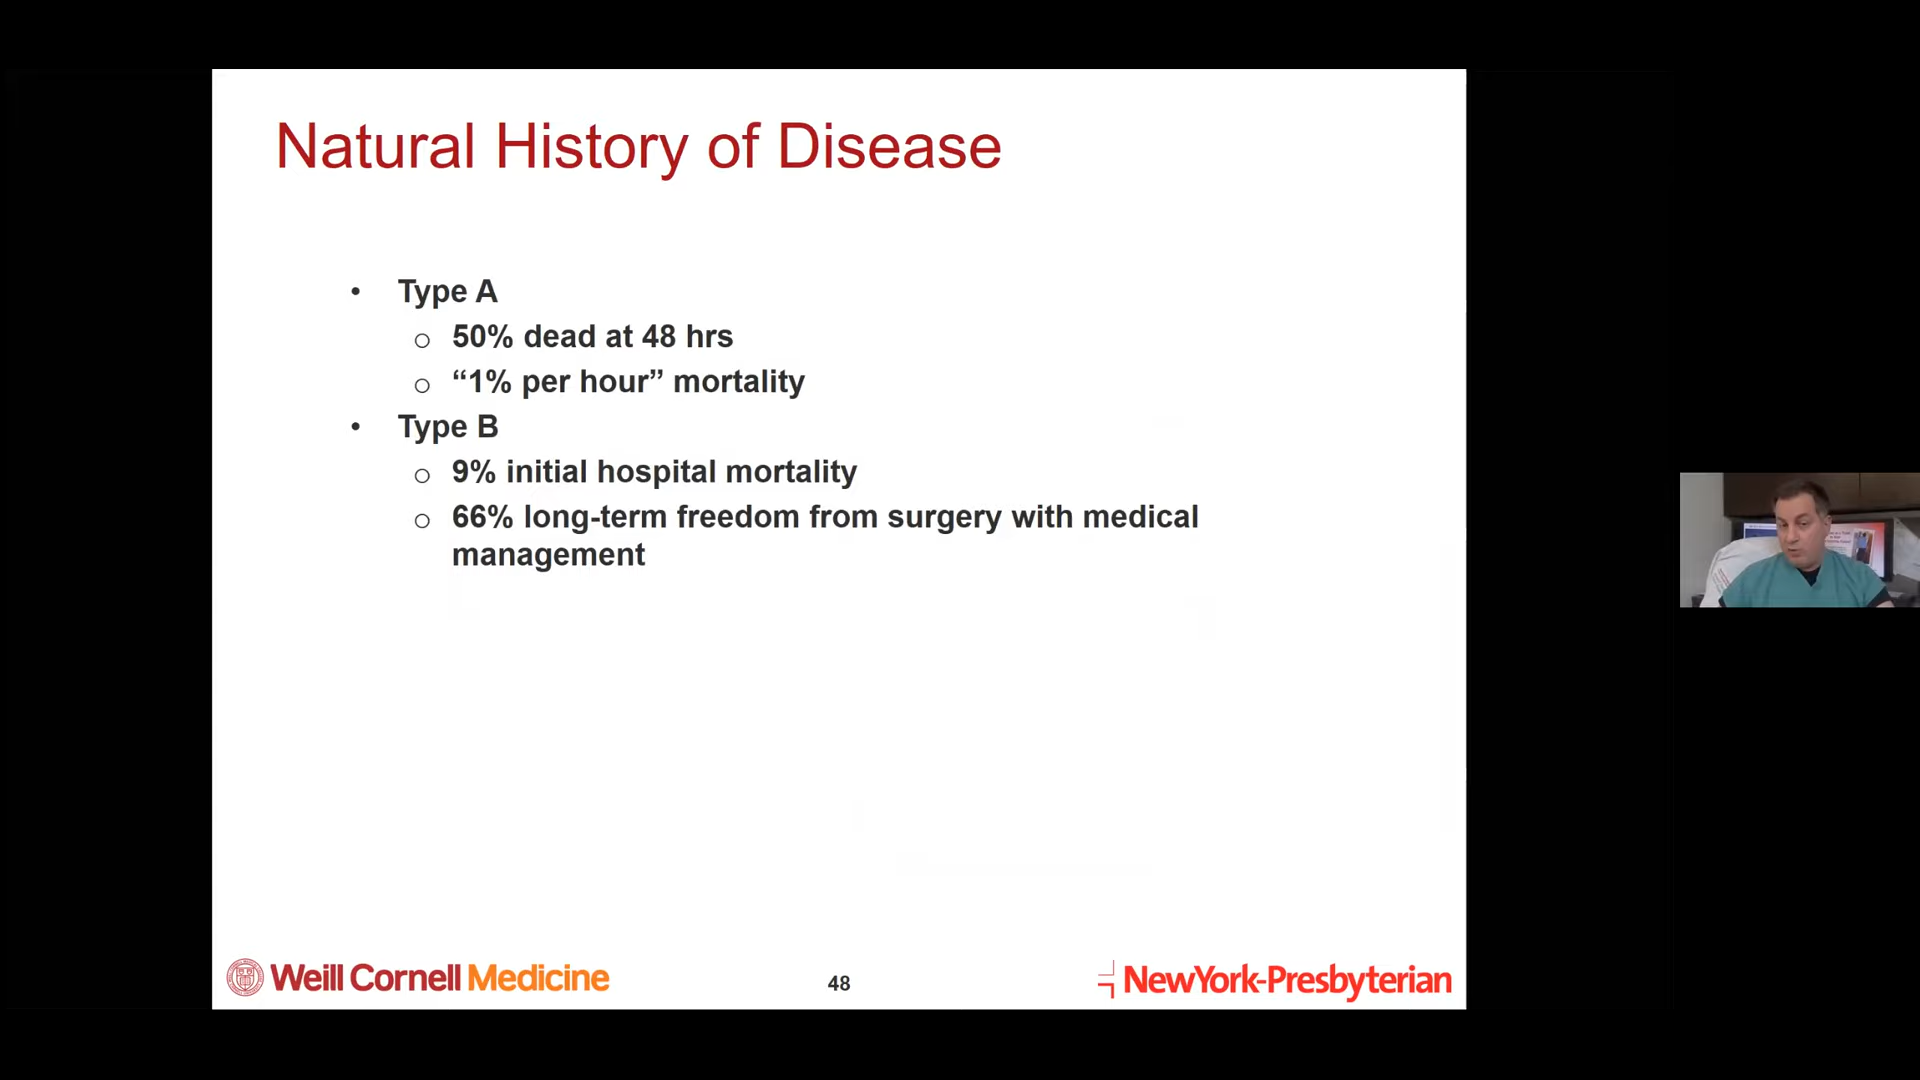 Natural History of Disease
• Type A
o 50% dead at 48 hrs
o “1% per hour” mortality
• Type B
o 9% initial hospital mortality
o 66% long-term freedom from surgery with medical
management
Weill Cornell Medicine
48
NewYork-Presbyterian